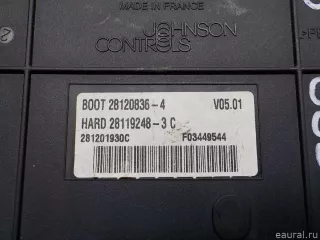 MADE IN FRANCE
JOHNSON
CONTROLS
BOOT 28120836-4 V05.01
HARD 28119248-3 C
281201930C F03449544
eaural.ru